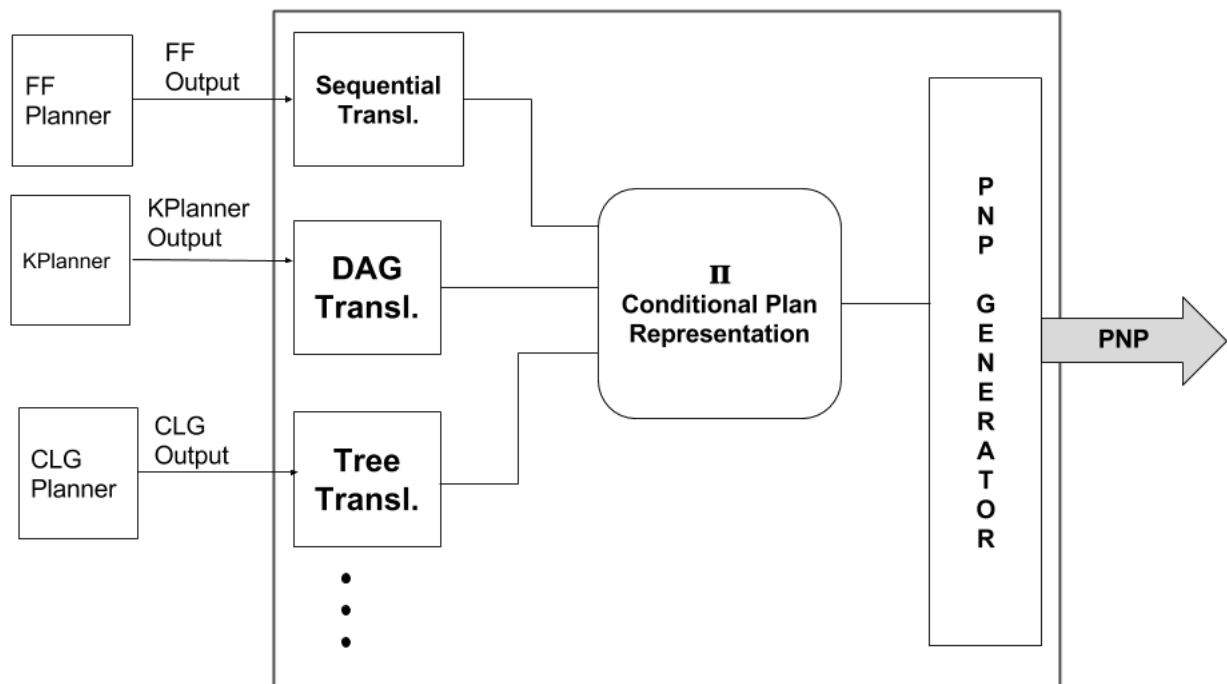 FF
Planner
FF
Output
Sequential
Transl.
KPlanner
KPlanner
Output
DAG
Transl.
CLG
Planner
CLG
Output
Tree
Transl.
Π
Conditional Plan
Representation
P
N
P
G
E
N
E
R
A
T
O
R
PNP